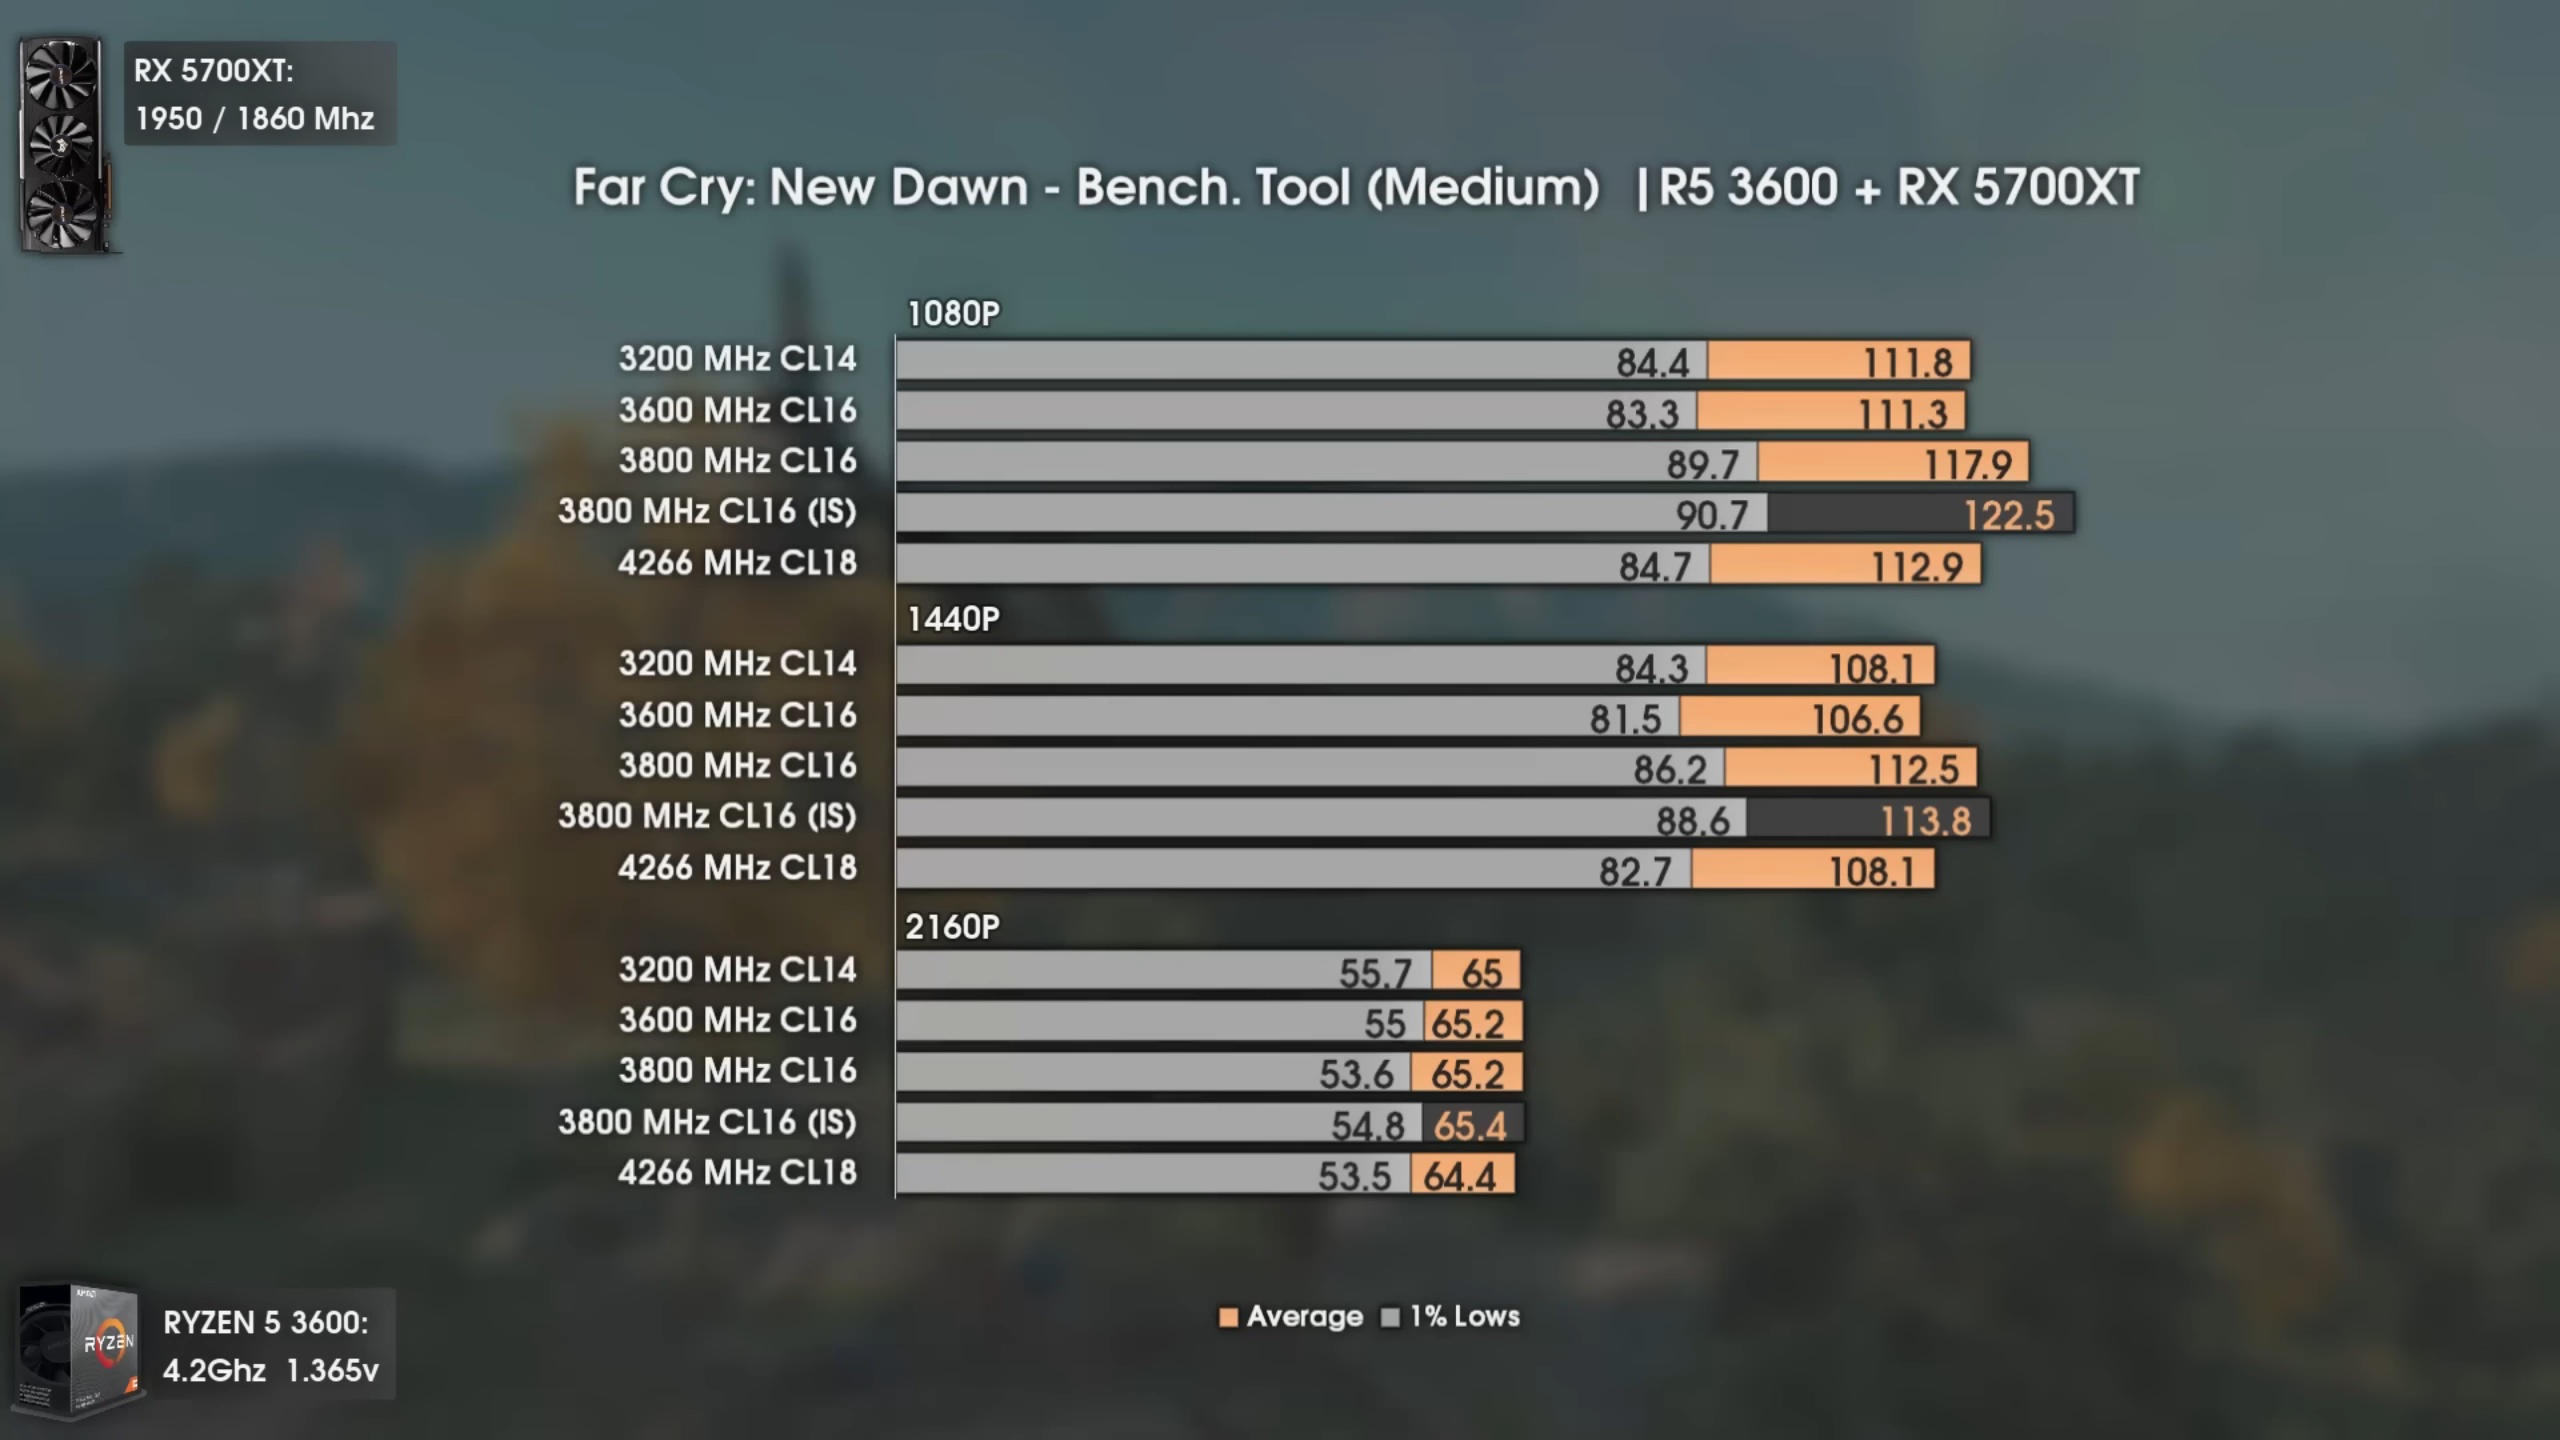 RX 5700XT:
1950 / 1860 Mhz
Far Cry: New Dawn - Bench. Tool (Medium) | R5 3600 + RX 5700XT
1080P
3200 MHz CL14 84.4 111.8
3600 MHz CL16 83.3 111.3
3800 MHz CL16 89.7 117.9
3800 MHz CL16 (IS) 90.7 122.5
4266 MHz CL18 84.7 112.9
1440P
3200 MHz CL14 84.3 108.1
3600 MHz CL16 81.5 106.6
3800 MHz CL16 86.2 112.5
3800 MHz CL16 (IS) 88.6 113.8
4266 MHz CL18 82.7 108.1
2160P
3200 MHz CL14 55.7 65
3600 MHz CL16 55 65.2
3800 MHz CL16 53.6 65.2
3800 MHz CL16 (IS) 54.8 65.4
4266 MHz CL18 53.5 64.4
Average 1% Lows
AMD
RYZEN
RYZEN 5 3600:
4.2Ghz 1.365v